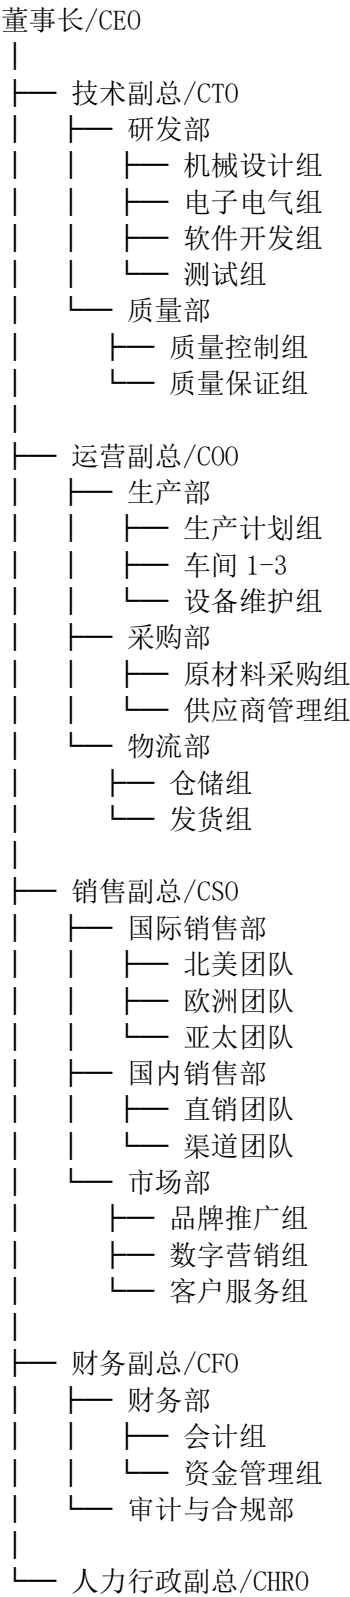 董事长/CEO
│
├── 技术副总/CTO
│   ├── 研发部
│   │   ├── 机械设计组
│   │   ├── 电子电气组
│   │   ├── 软件开发组
│   │   └── 测试组
│   └── 质量部
│       ├── 质量控制组
│       └── 质量保证组
│
├── 运营副总/COO
│   ├── 生产部
│   │   ├── 生产计划组
│   │   ├── 车间 1-3
│   │   └── 设备维护组
│   ├── 采购部
│   │   ├── 原材料采购组
│   │   └── 供应商管理组
│   └── 物流部
│       ├── 仓储组
│       └── 发货组
│
├── 销售副总/CSO
│   ├── 国际销售部
│   │   ├── 北美团队
│   │   ├── 欧洲团队
│   │   └── 亚太团队
│   ├── 国内销售部
│   │   ├── 直销团队
│   │   └── 渠道团队
│   └── 市场部
│       ├── 品牌推广组
│       ├── 数字营销组
│       └── 客户服务组
│
├── 财务副总/CFO
│   ├── 财务部
│   │   ├── 会计组
│   │   └── 资金管理组
│   └── 审计与合规部
│
└── 人力行政副总/CHRO